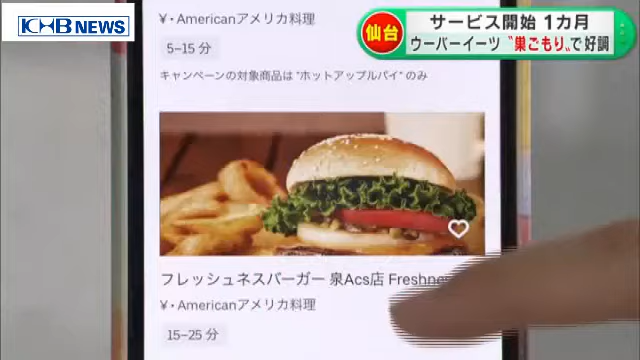 KHB NEWS
仙台
サービス開始 1カ月
ウーバーイーツ 〝巣ごもり〟で好調
¥・Americanアメリカ料理
5–15 分
キャンペーンの対象商品は "ホットアップルパイ" のみ
フレッシュネスバーガー 泉Acs店 Freshne
¥・Americanアメリカ料理
15–25 分